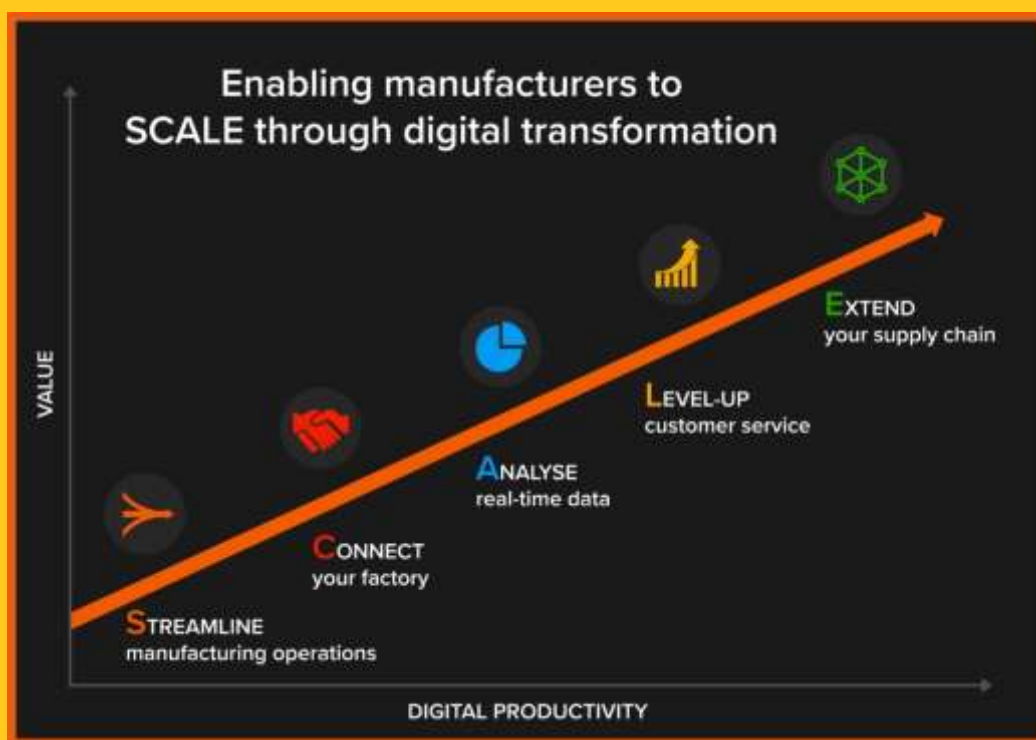 Enabling manufacturers to
SCALE through digital transformation
EXTEND
your supply chain
LEVEL-UP
customer service
ANALYSE
real-time data
CONNECT
your factory
STREAMLINE
manufacturing operations
VALUE
DIGITAL PRODUCTIVITY